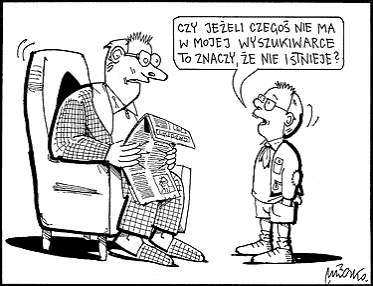 CZY JEŻELI CZEGOŚ NIE MA
W MOJEJ WYSZUKIWARCE
TO ZNACZY, ŻE NIE ISTNIEJE?